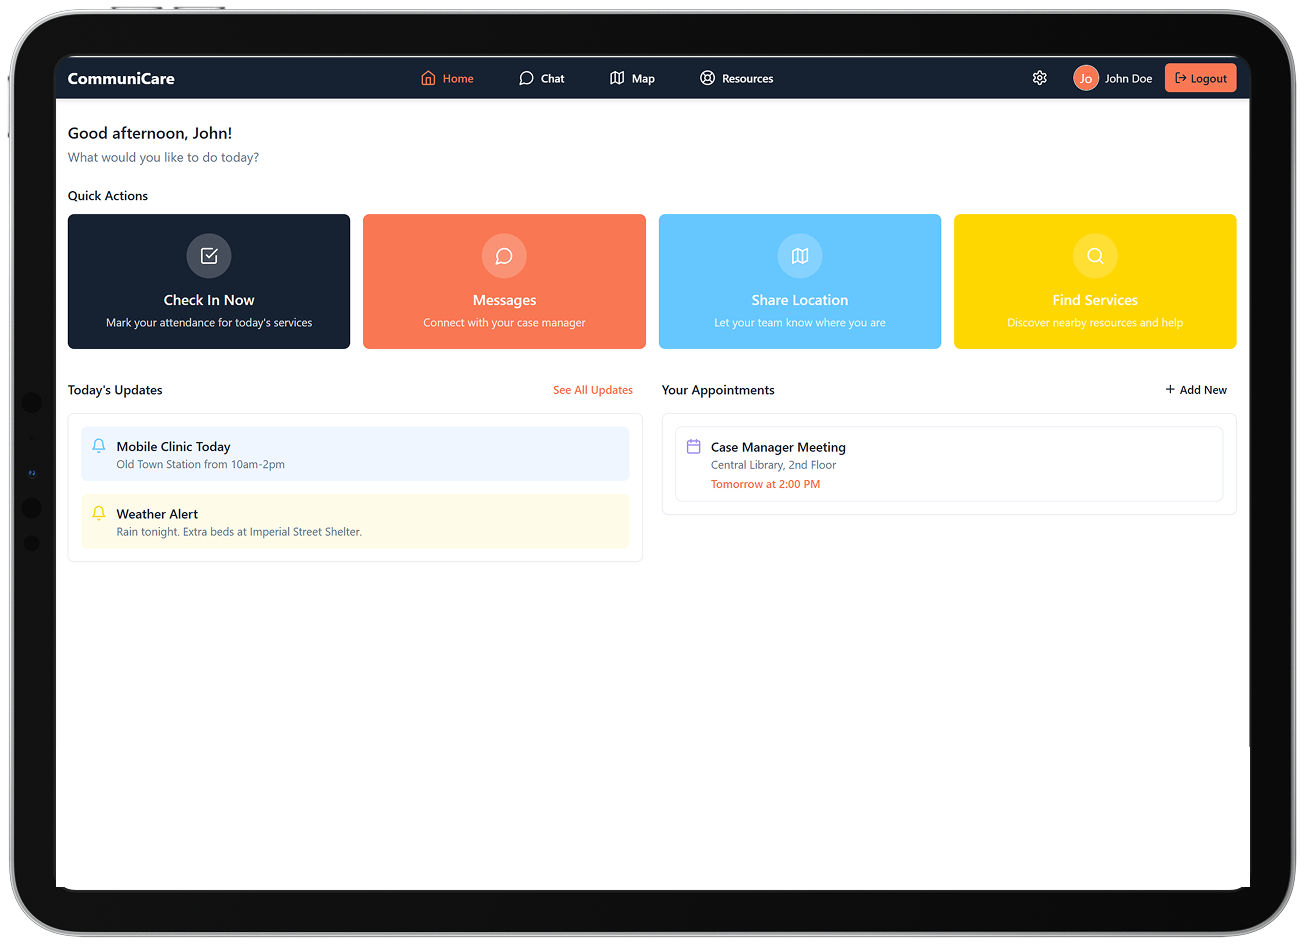 CommuniCare
Home
Chat
Map
Resources
Jo
John Doe
Logout
Good afternoon, John!
What would you like to do today?
Quick Actions
Check In Now
Mark your attendance for today's services
Messages
Connect with your case manager
Share Location
Let your team know where you are
Find Services
Discover nearby resources and help
Today's Updates
See All Updates
Mobile Clinic Today
Old Town Station from 10am-2pm
Weather Alert
Rain tonight. Extra beds at Imperial Street Shelter.
Your Appointments
+ Add New
Case Manager Meeting
Central Library, 2nd Floor
Tomorrow at 2:00 PM